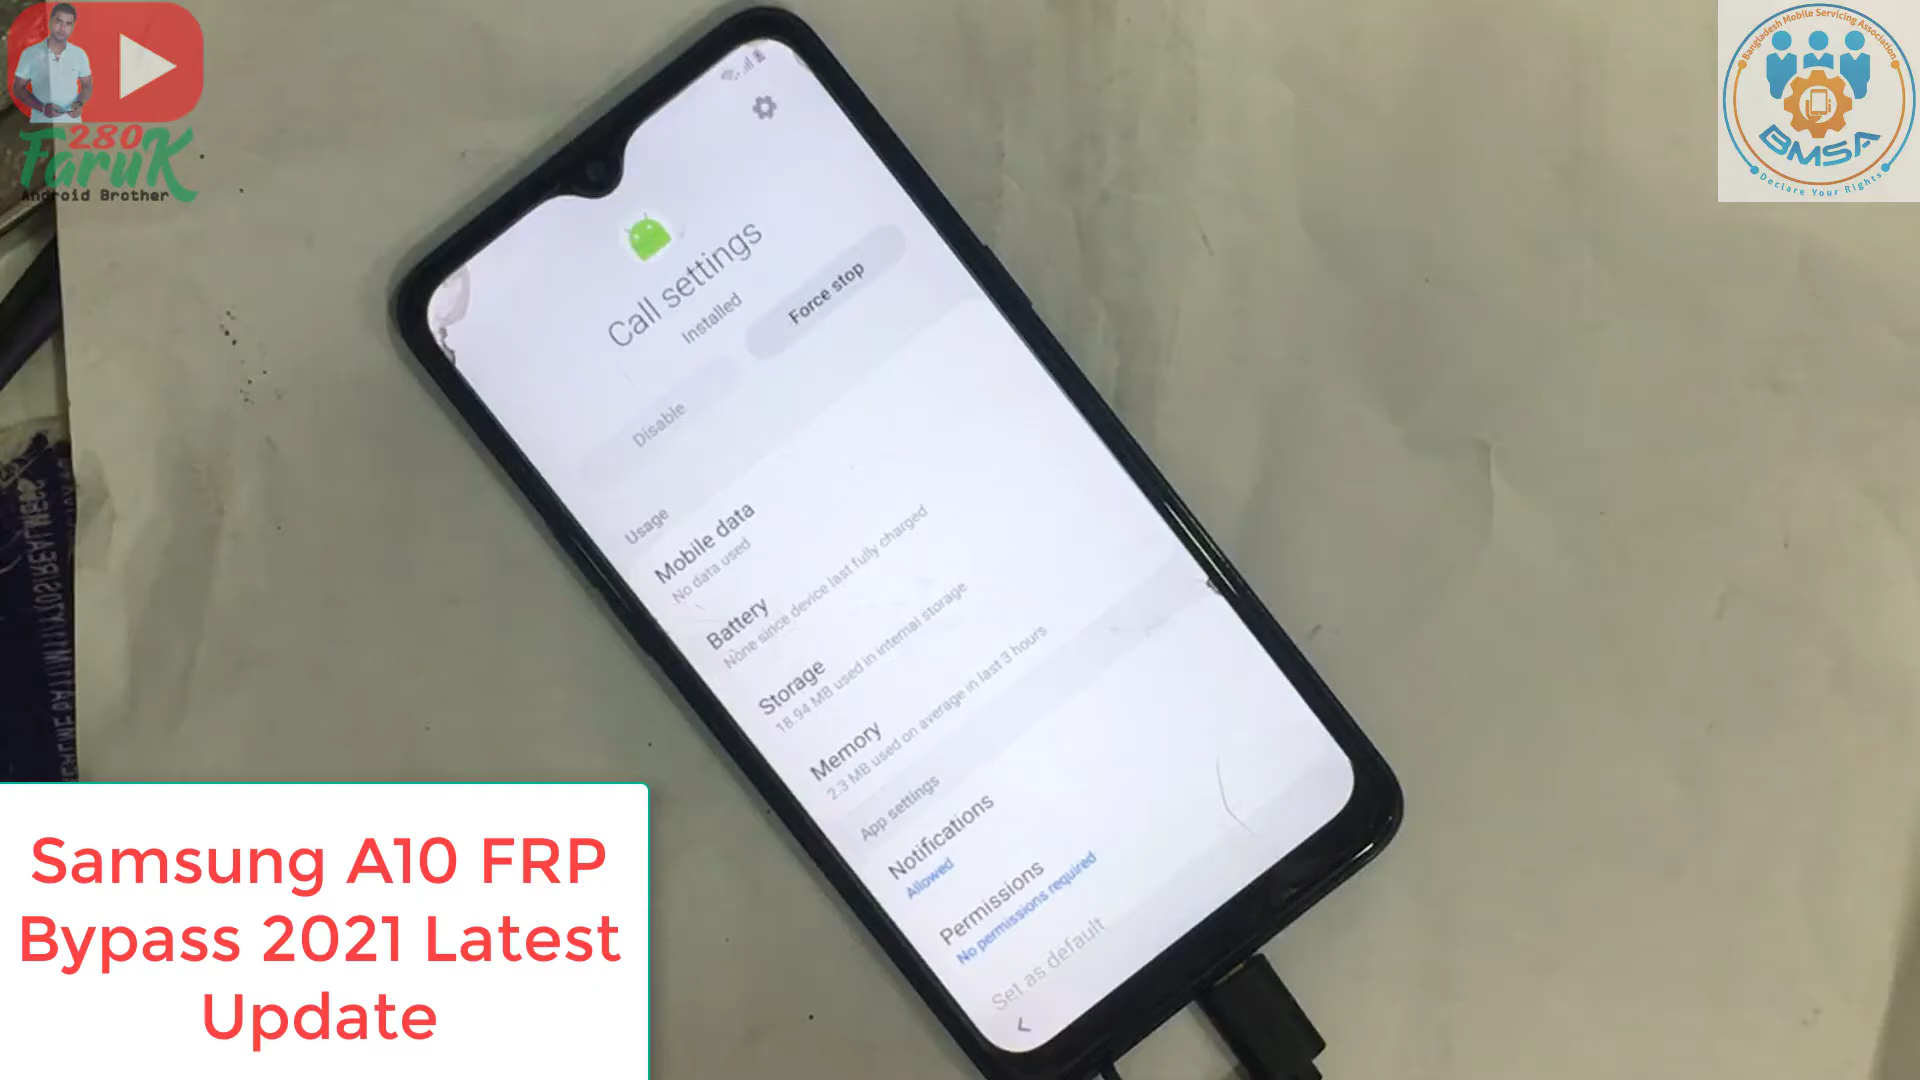 280
Faruk
Android Brother
Bangladesh Mobile Servicing Association
BMSA
Declare Your Rights
Call settings
Installed
Disable
Force stop
Usage
Mobile data
No data used
Battery
None since device last fully charged
Storage
18.94 MB used in internal storage
Memory
2.3 MB used on average in last 3 hours
App settings
Notifications
Allowed
Permissions
No permissions required
Set as default
Samsung A10 FRP
Bypass 2021 Latest
Update